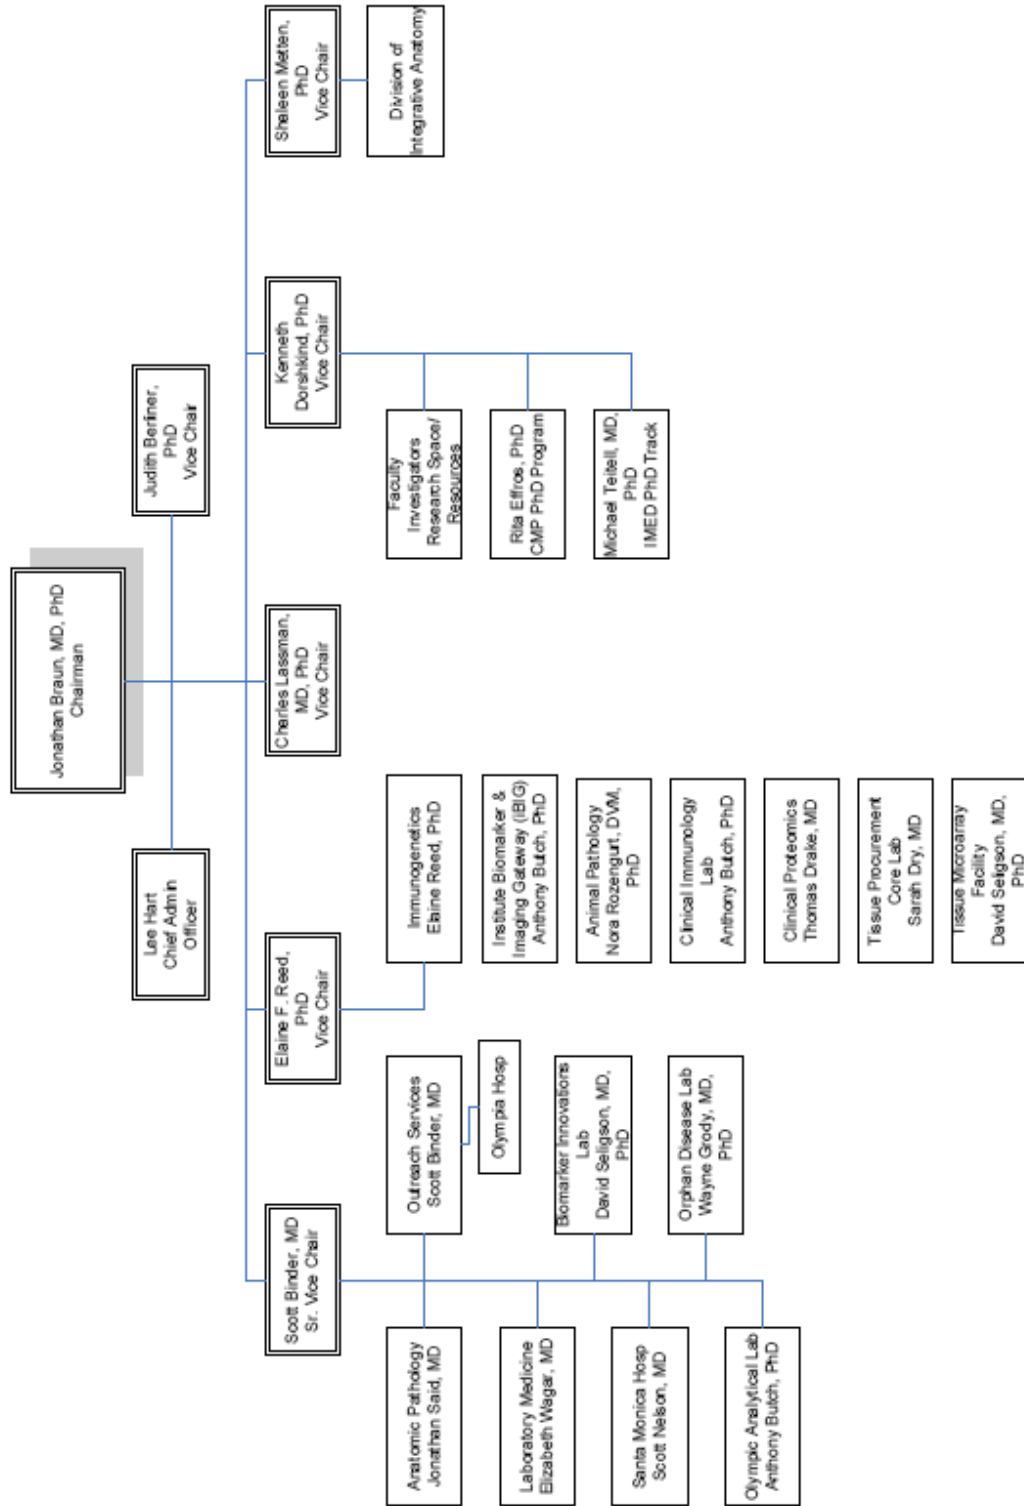 Jonathan Braun, MD, PhD
Chairman
Lee Hart
Chief Admin
Officer
Judith Berliner,
PhD
Vice Chair
Scott Binder, MD
Sr. Vice Chair
Elaine F. Reed,
PhD
Vice Chair
Charles Lassman,
MD, PhD
Vice Chair
Kenneth
Dorshkind, PhD
Vice Chair
Shaleen Metten,
PhD
Vice Chair
Anatomic Pathology
Jonathan Said, MD
Laboratory Medicine
Elizabeth Wagar, MD
Santa Monica Hosp
Scott Nelson, MD
Olympic Analytical Lab
Anthony Butch, PhD
Outreach Services
Scott Binder, MD
Olympia Hosp
Biomarker Innovations
Lab
David Seligson, MD,
PhD
Orphan Disease Lab
Wayne Grody, MD,
PhD
Immunogenetics
Elaine Reed, PhD
Institute Biomarker &
Imaging Gateway (iBIG)
Anthony Butch, PhD
Animal Pathology
Nora Rozengurt, DVM,
PhD
Clinical Immunology
Lab
Anthony Butch, PhD
Clinical Proteomics
Thomas Drake, MD
Tissue Procurement
Core Lab
Sarah Dry, MD
Tissue Microarray
Facility
David Seligson, MD,
PhD
Faculty
Investigators
Research Space/
Resources
Rita Effros, PhD
CMP PhD Program
Michael Teitell, MD,
PhD
IMED PhD Track
Division of
Integrative Anatomy